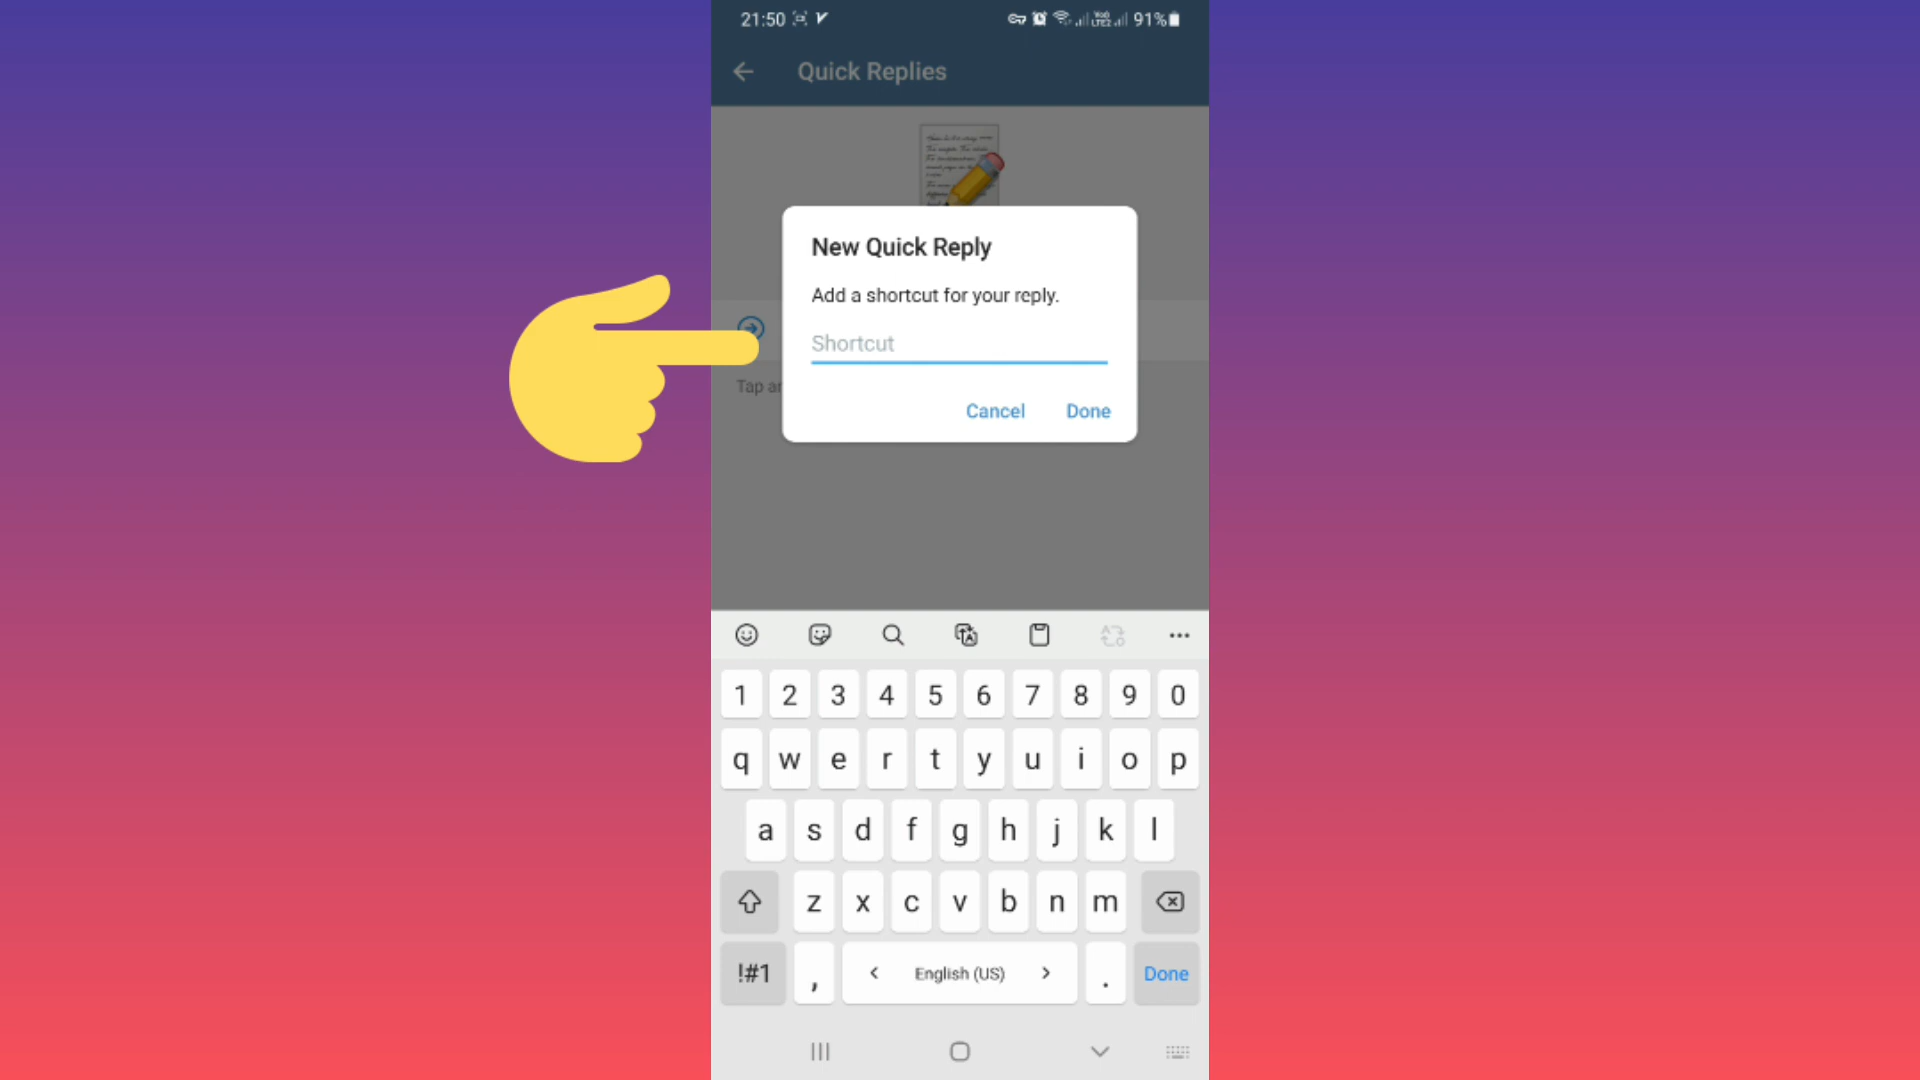 21:50
91%
Quick Replies
New Quick Reply
Add a shortcut for your reply.
Shortcut
Tap
Cancel Done
1 2 3 4 5 6 7 8 9 0
q w e r t y u i o p
a s d f g h j k l
z x c v b n m
!#1 , < English (US) > . Done